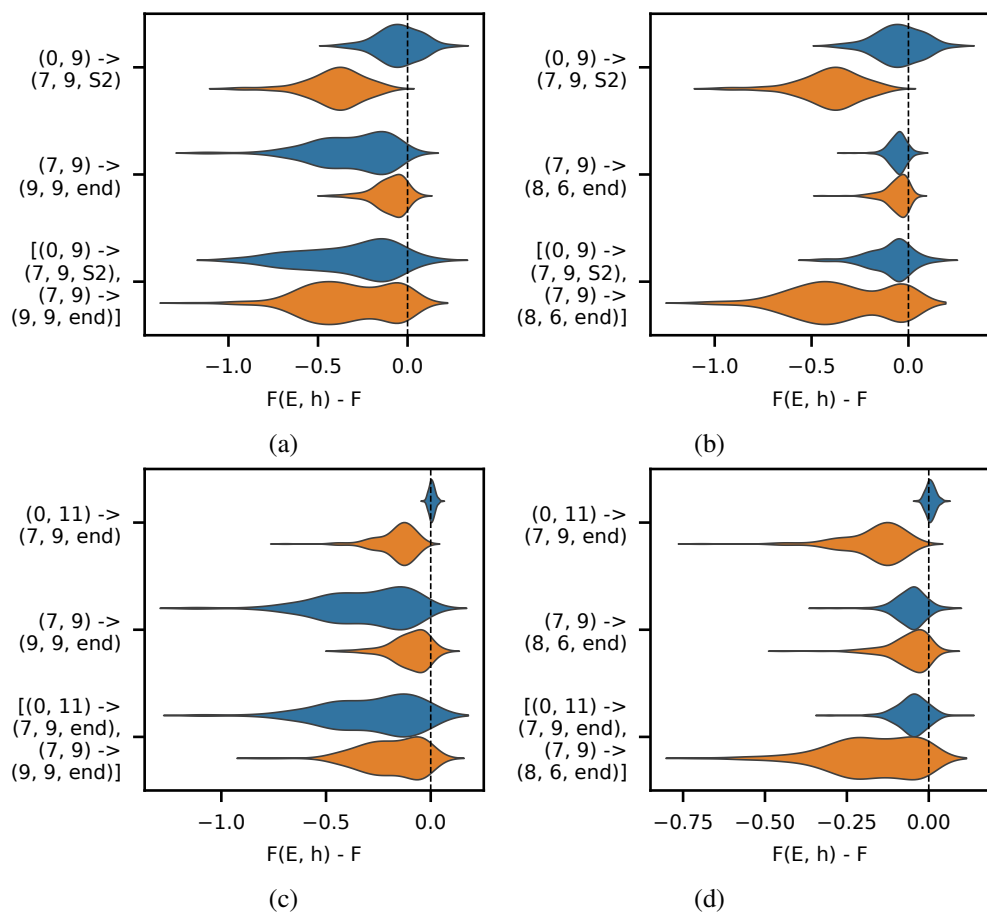 (0, 9) ->
(7, 9, S2)
(7, 9) ->
(9, 9, end)
[(0, 9) ->
(7, 9, S2),
(7, 9) ->
(9, 9, end)]
−1.0 −0.5 0.0
F(E, h) - F
(a)
(0, 9) ->
(7, 9, S2)
(7, 9) ->
(8, 6, end)
[(0, 9) ->
(7, 9, S2),
(7, 9) ->
(8, 6, end)]
−1.0 −0.5 0.0
F(E, h) - F
(b)
(0, 11) ->
(7, 9, end)
(7, 9) ->
(9, 9, end)
[(0, 11) ->
(7, 9, end),
(7, 9) ->
(9, 9, end)]
−1.0 −0.5 0.0
F(E, h) - F
(c)
(0, 11) ->
(7, 9, end)
(7, 9) ->
(8, 6, end)
[(0, 11) ->
(7, 9, end),
(7, 9) ->
(8, 6, end)]
−0.75 −0.50 −0.25 0.00
F(E, h) - F
(d)